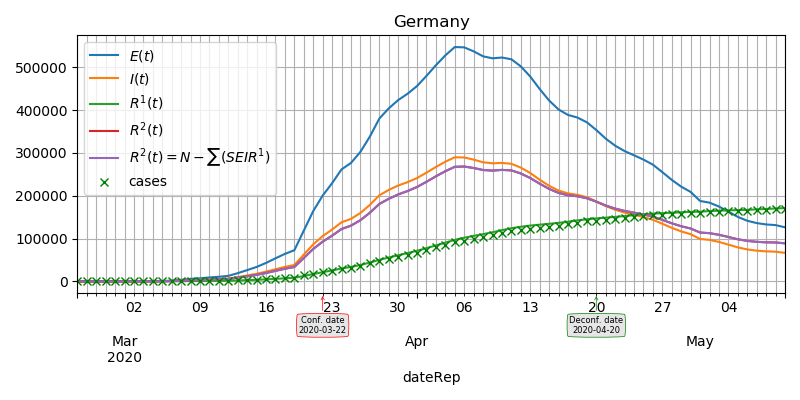 Germany
500000
400000
300000
200000
100000
0
E(t)
I(t)
R¹(t)
R²(t)
R²(t) = N − ∑(SEIR¹)
cases
02 09 16 23 30 06 13 20 27 04
Conf. date
2020-03-22
Deconf. date
2020-04-20
Mar Apr May
2020
dateRep